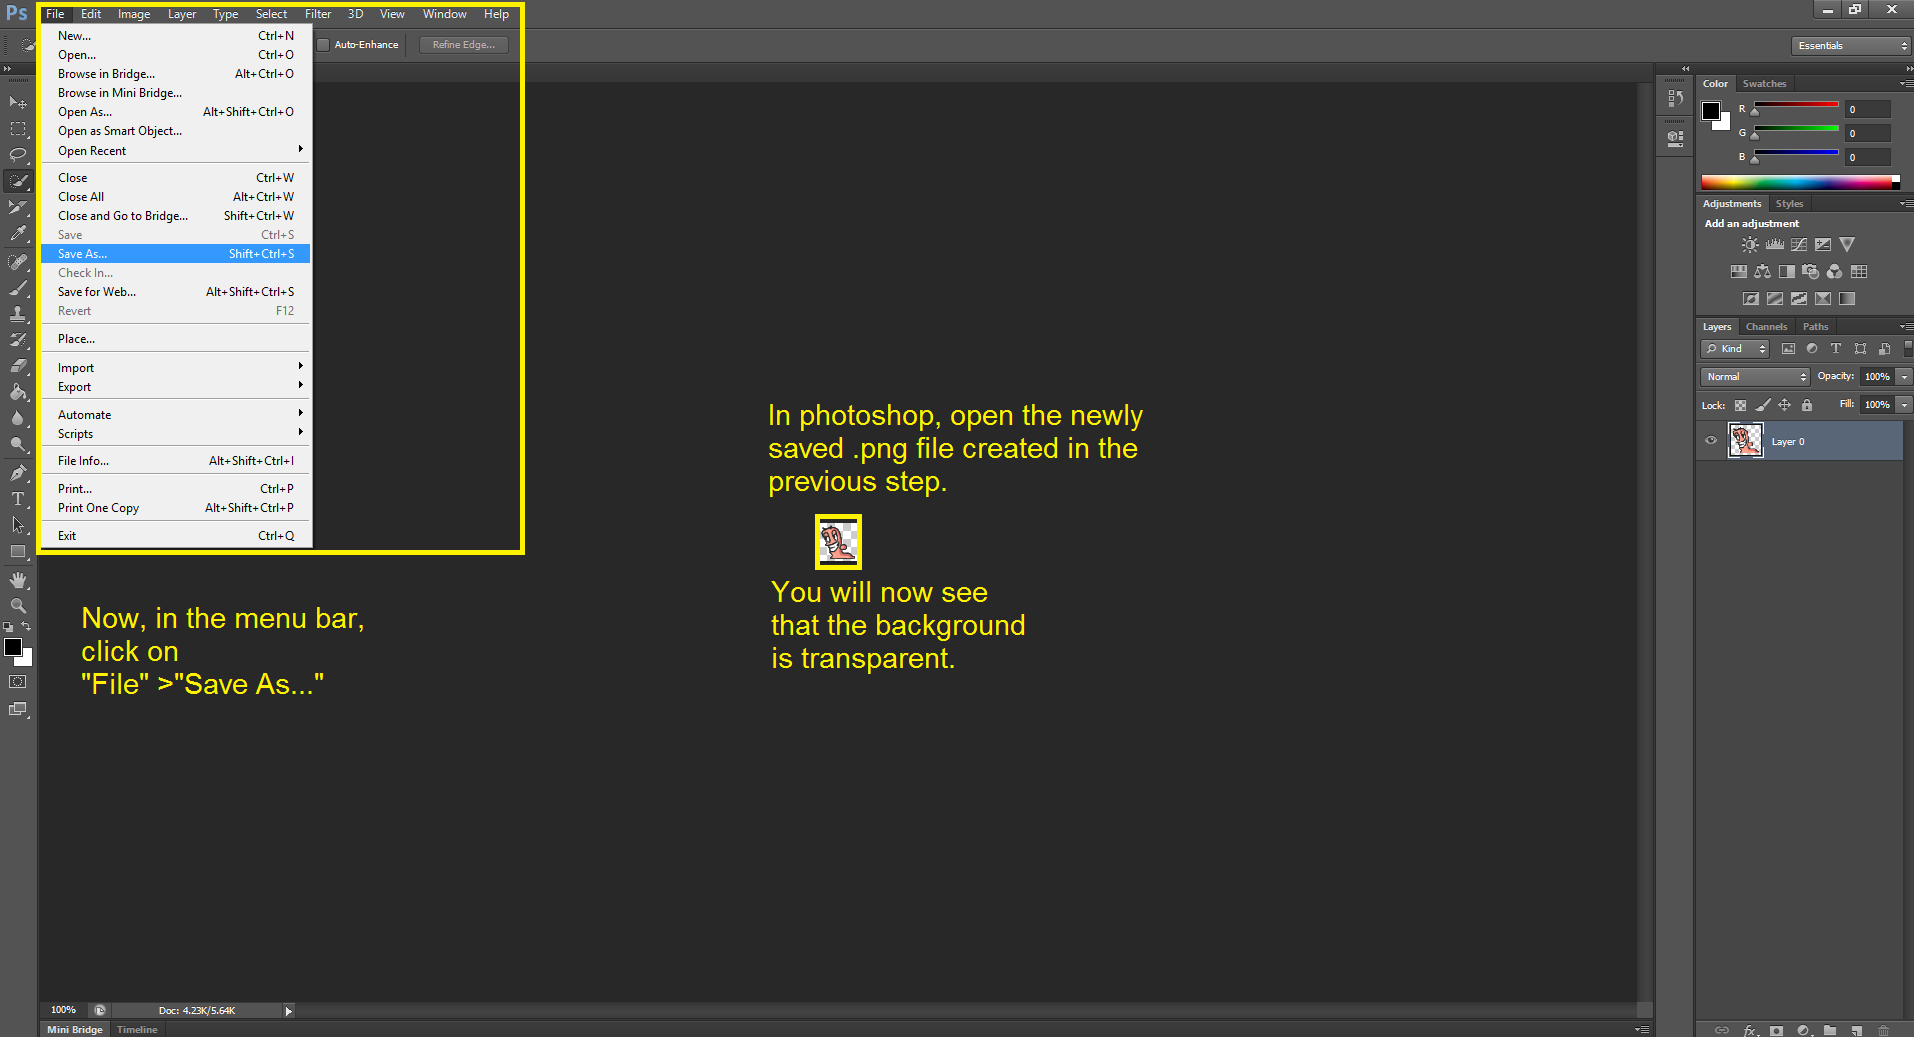 Ps File Edit Image Layer Type Select Filter 3D View Window Help
Auto-Enhance Refine Edge... Essentials
New... Ctrl+N
Open... Ctrl+O
Browse in Bridge... Alt+Ctrl+O
Browse in Mini Bridge...
Open As... Alt+Shift+Ctrl+O
Open as Smart Object...
Open Recent
Close Ctrl+W
Close All Alt+Ctrl+W
Close and Go to Bridge... Shift+Ctrl+W
Save Ctrl+S
Save As... Shift+Ctrl+S
Check In...
Save for Web... Alt+Shift+Ctrl+S
Revert F12
Place...
Import
Export
Automate
Scripts
File Info... Alt+Shift+Ctrl+I
Print... Ctrl+P
Print One Copy Alt+Shift+Ctrl+P
Exit Ctrl+Q
Now, in the menu bar,
click on
"File" >"Save As..."
In photoshop, open the newly
saved .png file created in the
previous step.
You will now see
that the background
is transparent.
Color Swatches
R 0
G 0
B 0
Adjustments Styles
Add an adjustment
Layers Channels Paths
Kind T
Normal Opacity: 100%
Lock: Fill: 100%
Layer 0
fx
T
100% Doc: 4.23K/5.64K
Mini Bridge Timeline